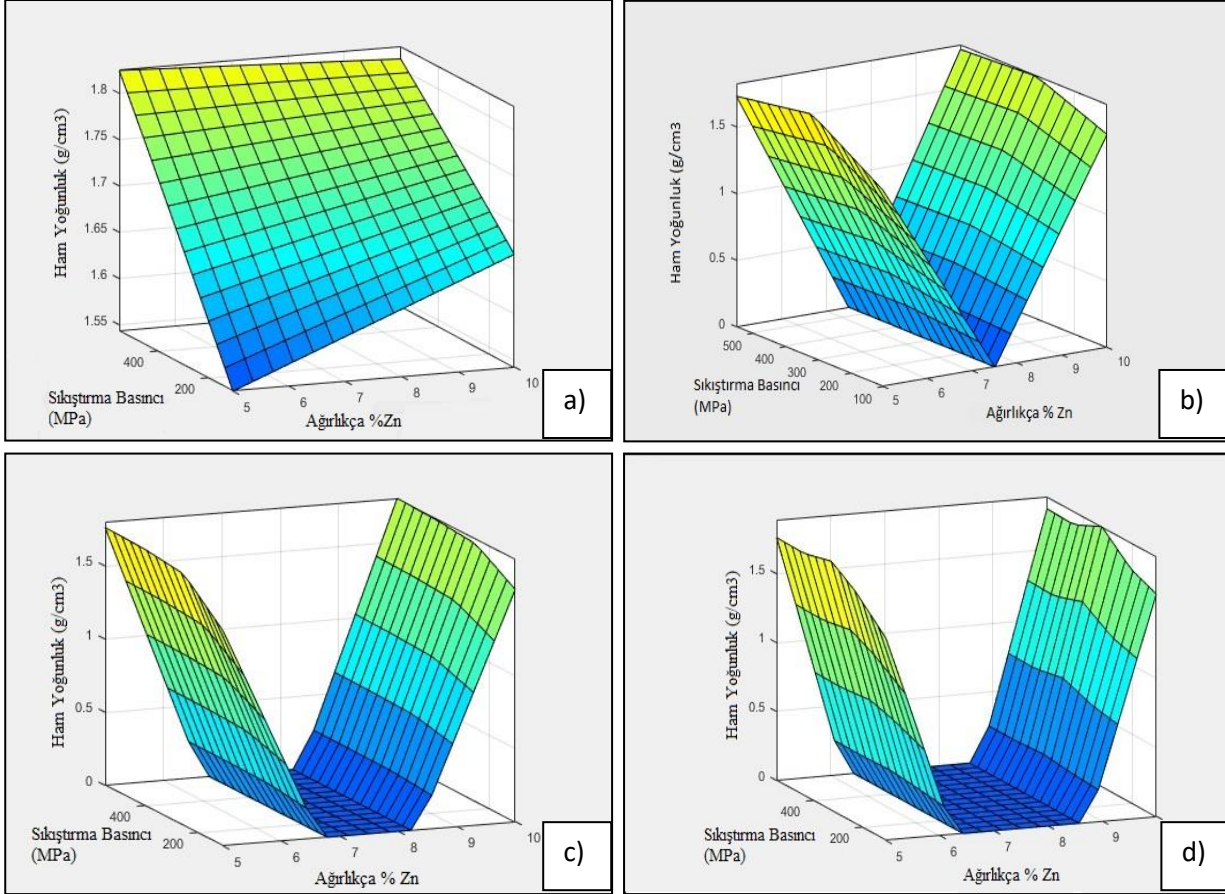 Ham Yoğunluk (g/cm3)
1.8
1.75
1.7
1.65
1.6
1.55
400
200
Sıkıştırma Basıncı
(MPa)
5
6
7
8
9
10
Ağırlıkça %Zn
a)
Ham Yoğunluk (g/cm3
1.5
1
0.5
0
500
400
300
200
100
Sıkıştırma Basıncı
(MPa)
5
6
7
8
9
10
Ağırlıkça % Zn
b)
Ham Yoğunluk (g/cm3)
1.5
1
0.5
0
400
200
Sıkıştırma Basıncı
(MPa)
5
6
7
8
9
10
Ağırlıkça % Zn
c)
Ham Yoğunluk (g/cm3)
1.5
1
0.5
0
400
200
Sıkıştırma Basıncı
(MPa)
5
6
7
8
9
Ağırlıkça % Zn
d)